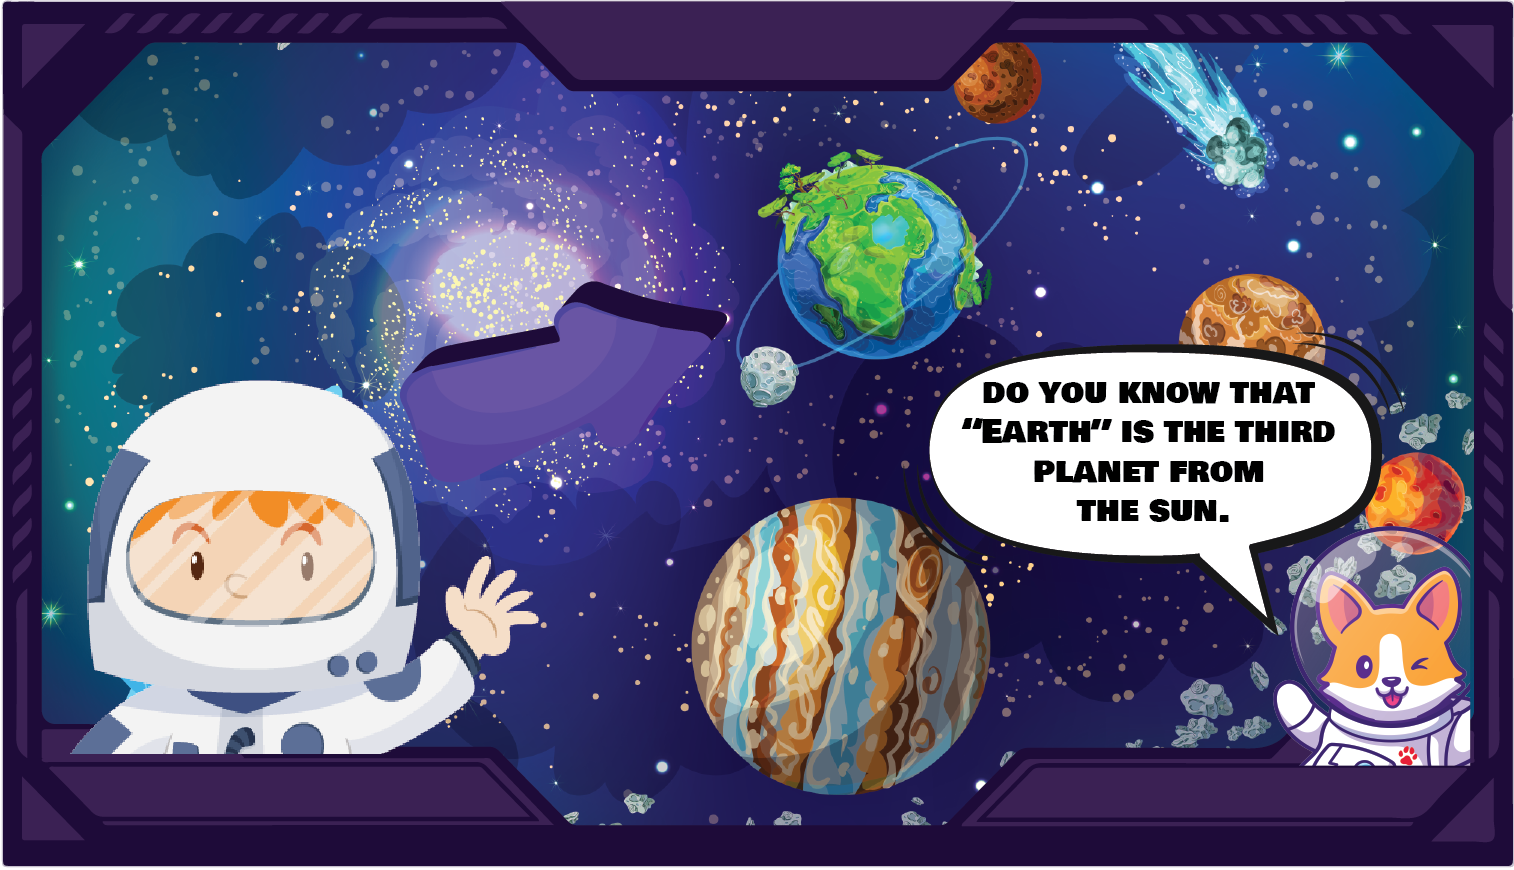 DO YOU KNOW THAT
“EARTH” IS THE THIRD
PLANET FROM
THE SUN.